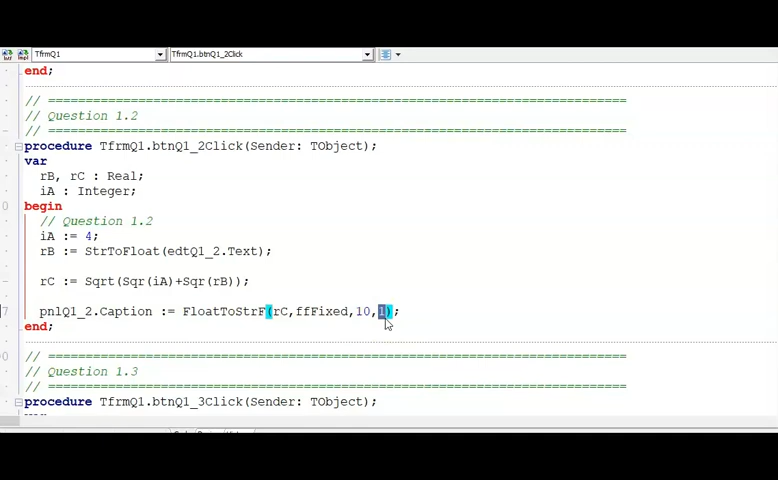 TfrmQ1 TfrmQ1.btnQ1_2Click
end;
// =============================================================================
// Question 1.2
// =============================================================================
procedure TfrmQ1.btnQ1_2Click(Sender: TObject);
var
rB, rC : Real;
iA : Integer;
begin
// Question 1.2
iA := 4;
rB := StrToFloat(edtQ1_2.Text);
rC := Sqrt(Sqr(iA)+Sqr(rB));
pnlQ1_2.Caption := FloatToStrF(rC,ffFixed,10,1);
end;
// =============================================================================
// Question 1.3
// =============================================================================
procedure TfrmQ1.btnQ1_3Click(Sender: TObject);